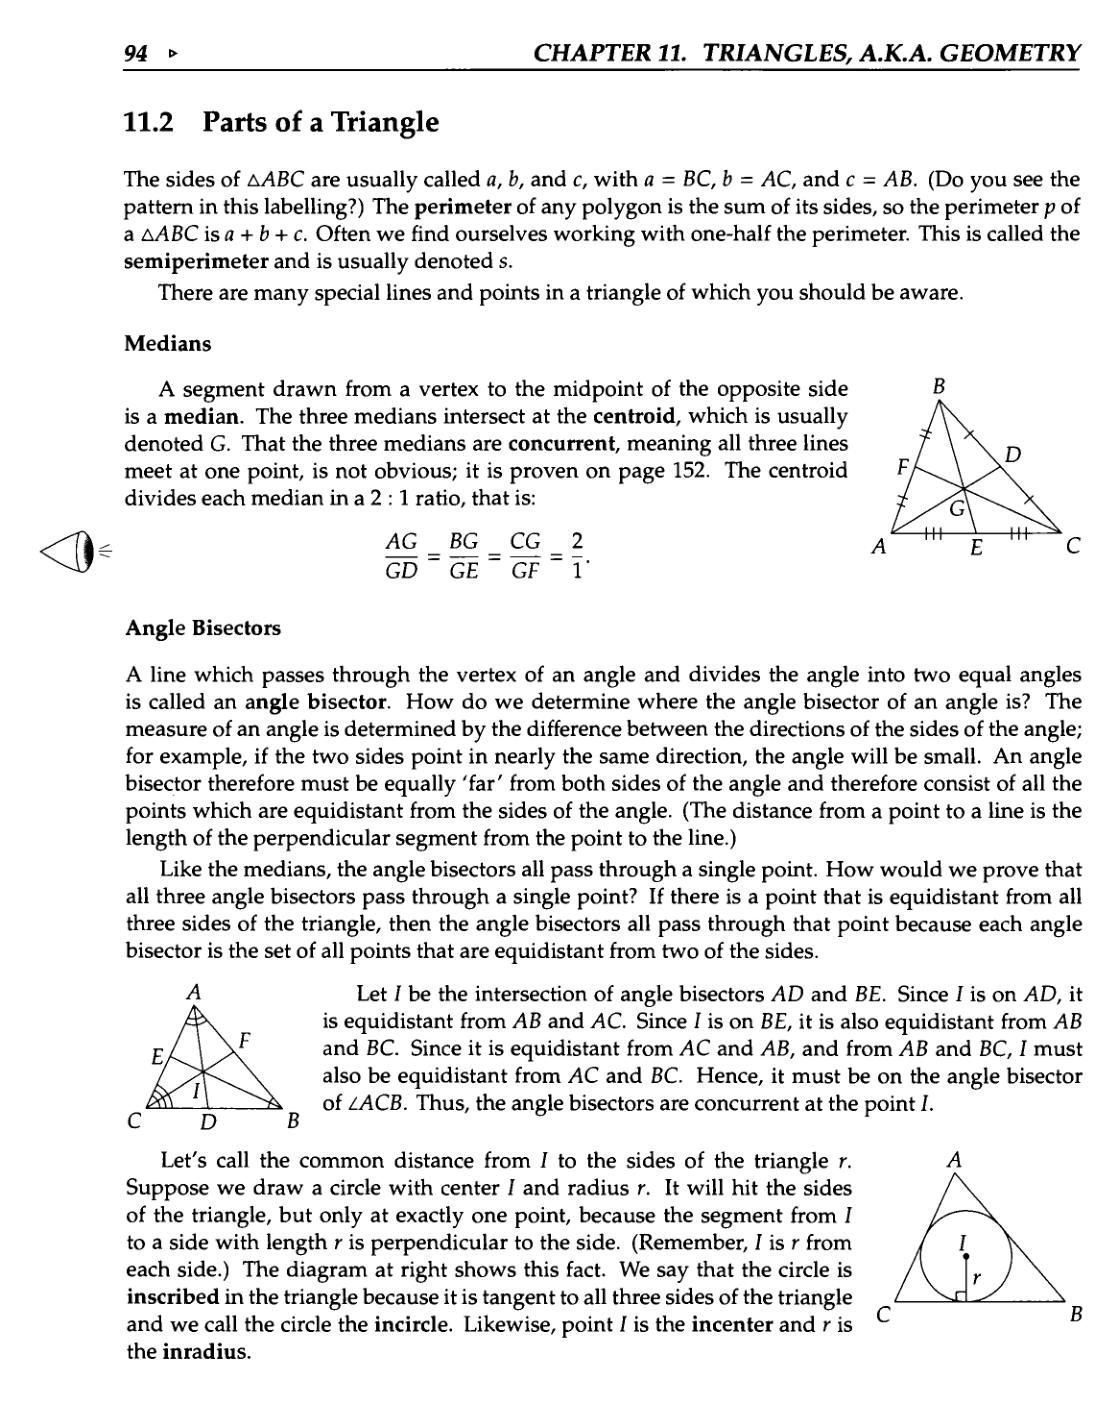 94 ▹ CHAPTER 11. TRIANGLES, A.K.A. GEOMETRY
11.2 Parts of a Triangle
The sides of △ABC are usually called a, b, and c, with a = BC, b = AC, and c = AB. (Do you see the
pattern in this labelling?) The perimeter of any polygon is the sum of its sides, so the perimeter p of
a △ABC is a + b + c. Often we find ourselves working with one-half the perimeter. This is called the
semiperimeter and is usually denoted s.
There are many special lines and points in a triangle of which you should be aware.
Medians
A segment drawn from a vertex to the midpoint of the opposite side
is a median. The three medians intersect at the centroid, which is usually
denoted G. That the three medians are concurrent, meaning all three lines
meet at one point, is not obvious; it is proven on page 152. The centroid
divides each median in a 2 : 1 ratio, that is:
AG/GD = BG/GE = CG/GF = 2/1.
B
D
F
G
A E C
Angle Bisectors
A line which passes through the vertex of an angle and divides the angle into two equal angles
is called an angle bisector. How do we determine where the angle bisector of an angle is? The
measure of an angle is determined by the difference between the directions of the sides of the angle;
for example, if the two sides point in nearly the same direction, the angle will be small. An angle
bisector therefore must be equally 'far' from both sides of the angle and therefore consist of all the
points which are equidistant from the sides of the angle. (The distance from a point to a line is the
length of the perpendicular segment from the point to the line.)
Like the medians, the angle bisectors all pass through a single point. How would we prove that
all three angle bisectors pass through a single point? If there is a point that is equidistant from all
three sides of the triangle, then the angle bisectors all pass through that point because each angle
bisector is the set of all points that are equidistant from two of the sides.
A
F
E
I
C D B
Let I be the intersection of angle bisectors AD and BE. Since I is on AD, it
is equidistant from AB and AC. Since I is on BE, it is also equidistant from AB
and BC. Since it is equidistant from AC and AB, and from AB and BC, I must
also be equidistant from AC and BC. Hence, it must be on the angle bisector
of ∠ACB. Thus, the angle bisectors are concurrent at the point I.
Let's call the common distance from I to the sides of the triangle r.
Suppose we draw a circle with center I and radius r. It will hit the sides
of the triangle, but only at exactly one point, because the segment from I
to a side with length r is perpendicular to the side. (Remember, I is r from
each side.) The diagram at right shows this fact. We say that the circle is
inscribed in the triangle because it is tangent to all three sides of the triangle
and we call the circle the incircle. Likewise, point I is the incenter and r is
the inradius.
A
I
r
C B